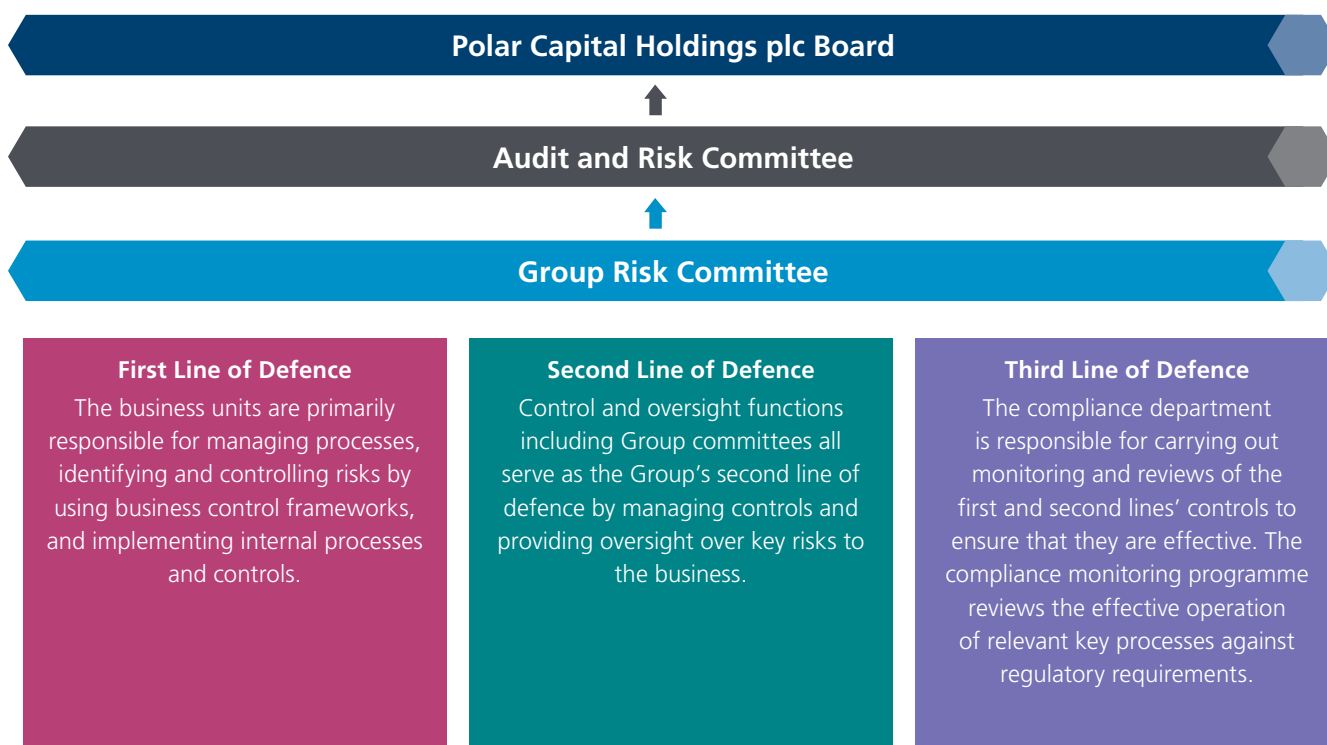 Polar Capital Holdings plc Board
Audit and Risk Committee
Group Risk Committee
First Line of Defence
The business units are primarily
responsible for managing processes,
identifying and controlling risks by
using business control frameworks,
and implementing internal processes
and controls.
Second Line of Defence
Control and oversight functions
including Group committees all
serve as the Group’s second line of
defence by managing controls and
providing oversight over key risks to
the business.
Third Line of Defence
The compliance department
is responsible for carrying out
monitoring and reviews of the
first and second lines’ controls to
ensure that they are effective. The
compliance monitoring programme
reviews the effective operation
of relevant key processes against
regulatory requirements.